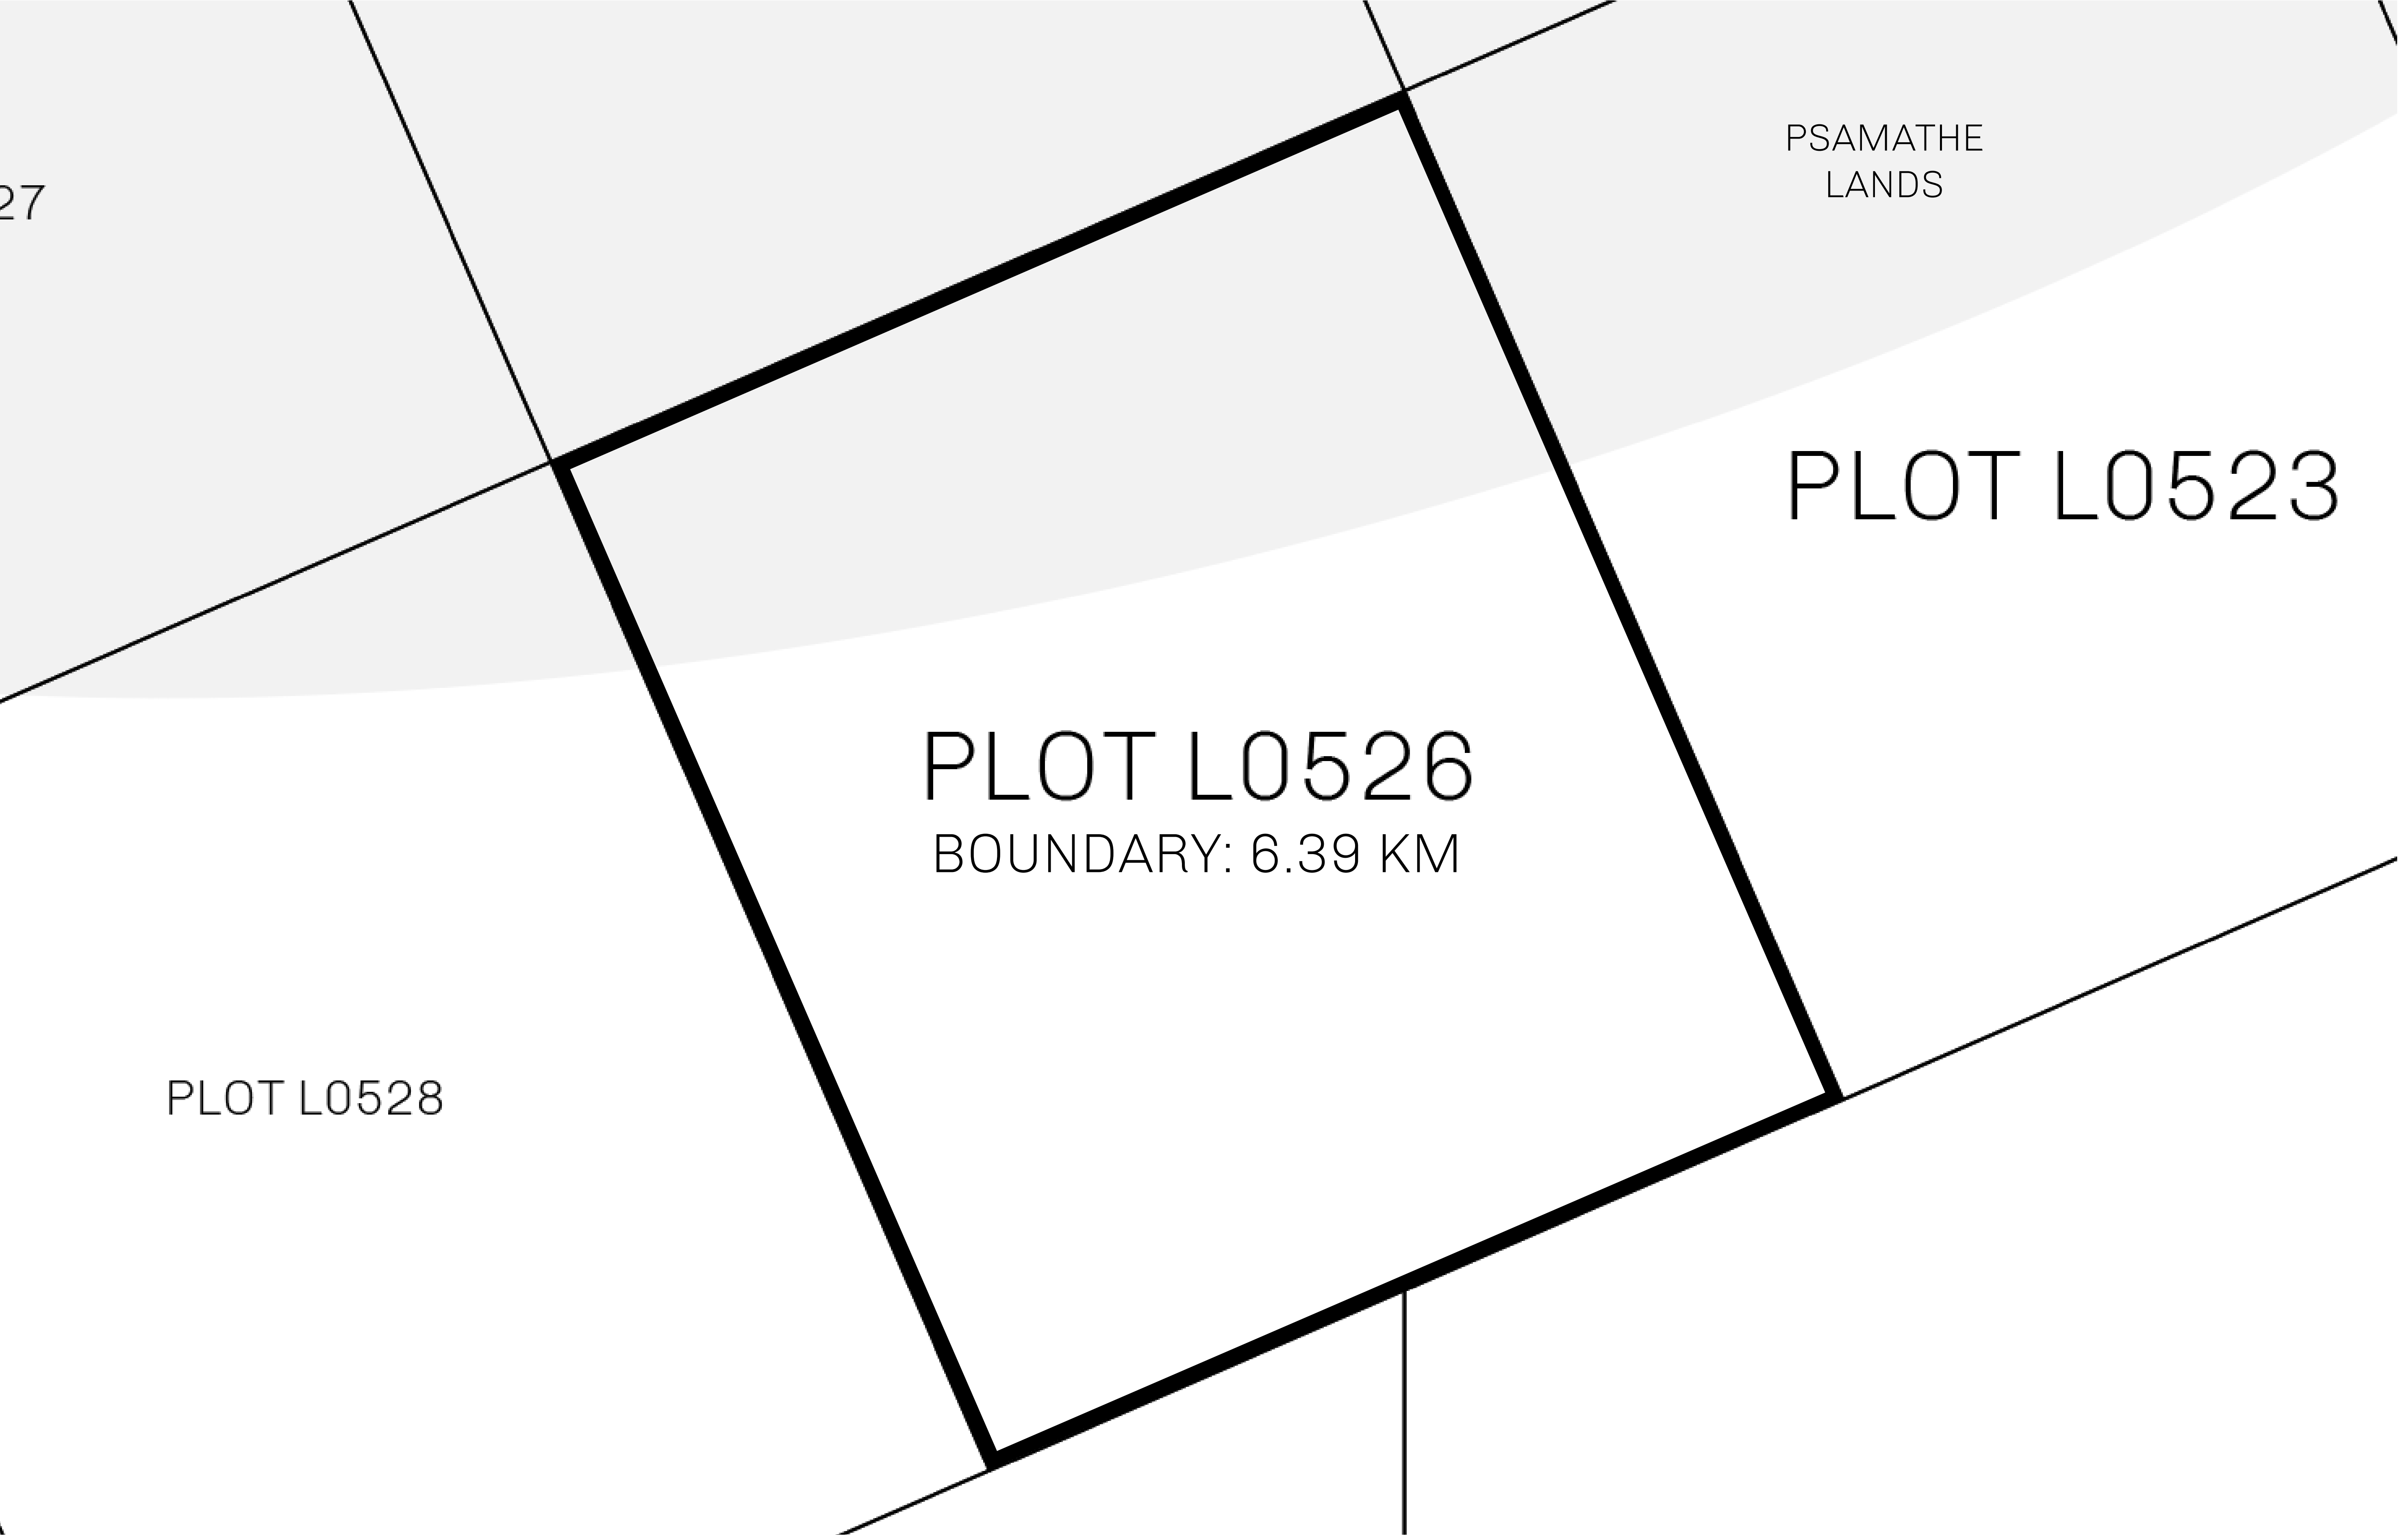 PSAMATHE
LANDS
27
PLOT L0523
PLOT L0526
BOUNDARY: 6.39 KM
PLOT L0528